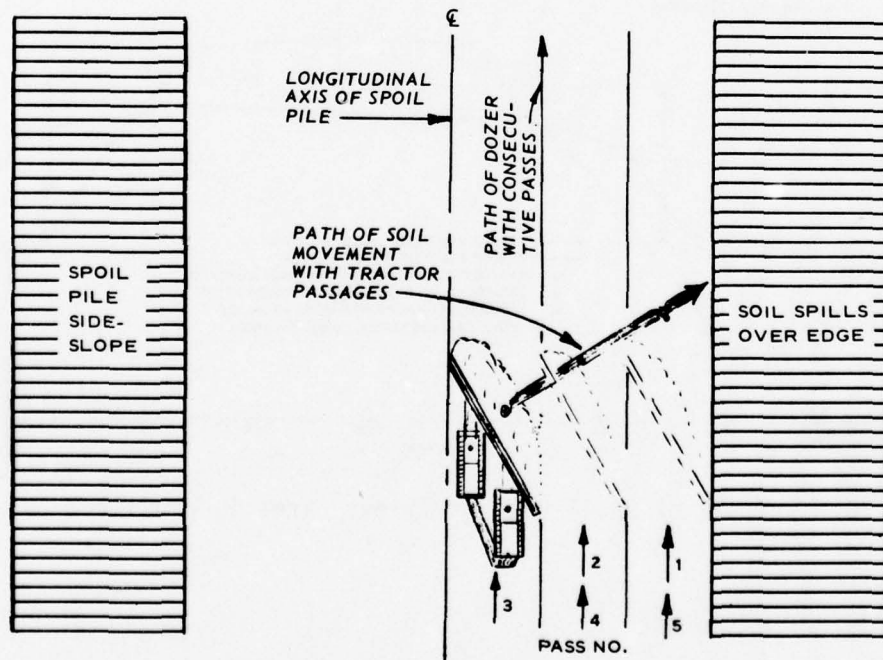 ℄
LONGITUDINAL
AXIS OF SPOIL
PILE
PATH OF DOZER
WITH CONSECU-
TIVE PASSES
PATH OF SOIL
MOVEMENT
WITH TRACTOR
PASSAGES
SPOIL
PILE
SIDE-
SLOPE
SOIL SPILLS
OVER EDGE
2
1
3
4
5
PASS NO.